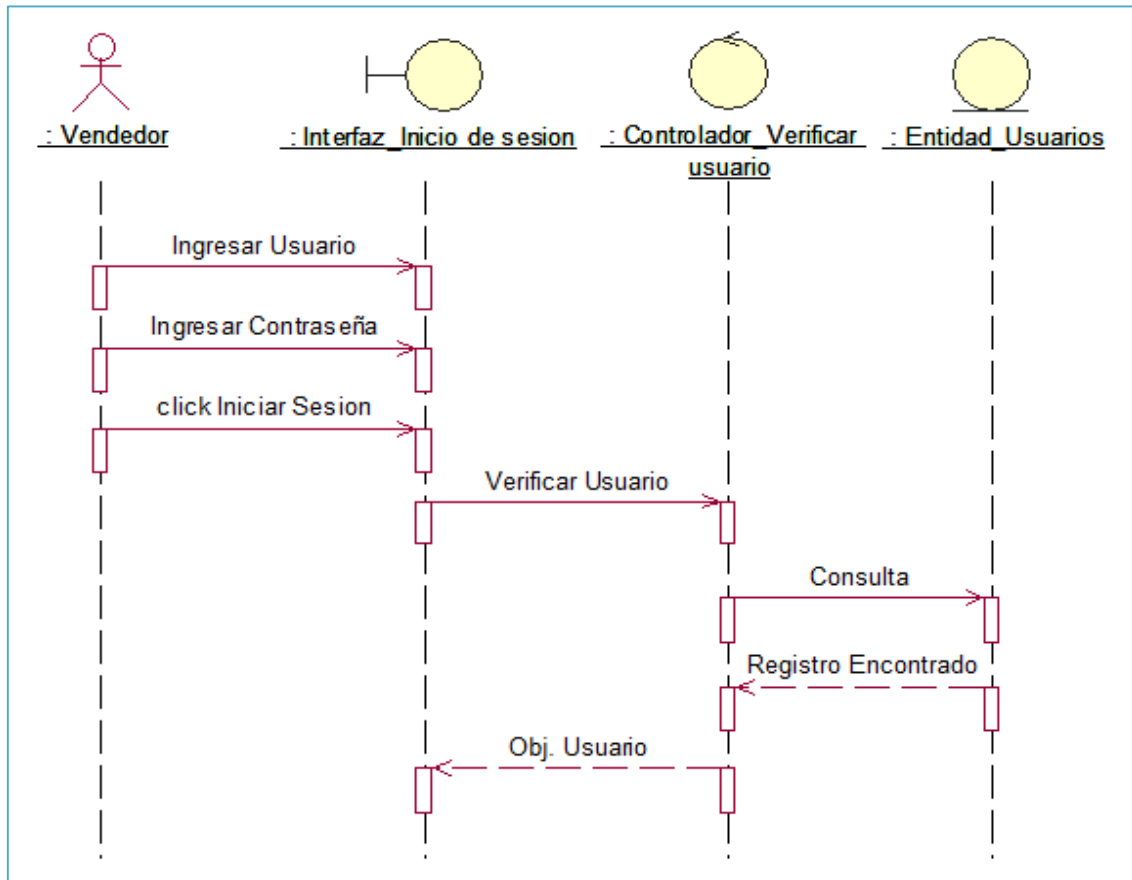 : Vendedor
: Interfaz_Inicio de sesion
: Controlador_Verificar
usuario
: Entidad_Usuarios
Ingresar Usuario
Ingresar Contraseña
click Iniciar Sesion
Verificar Usuario
Consulta
Registro Encontrado
Obj. Usuario